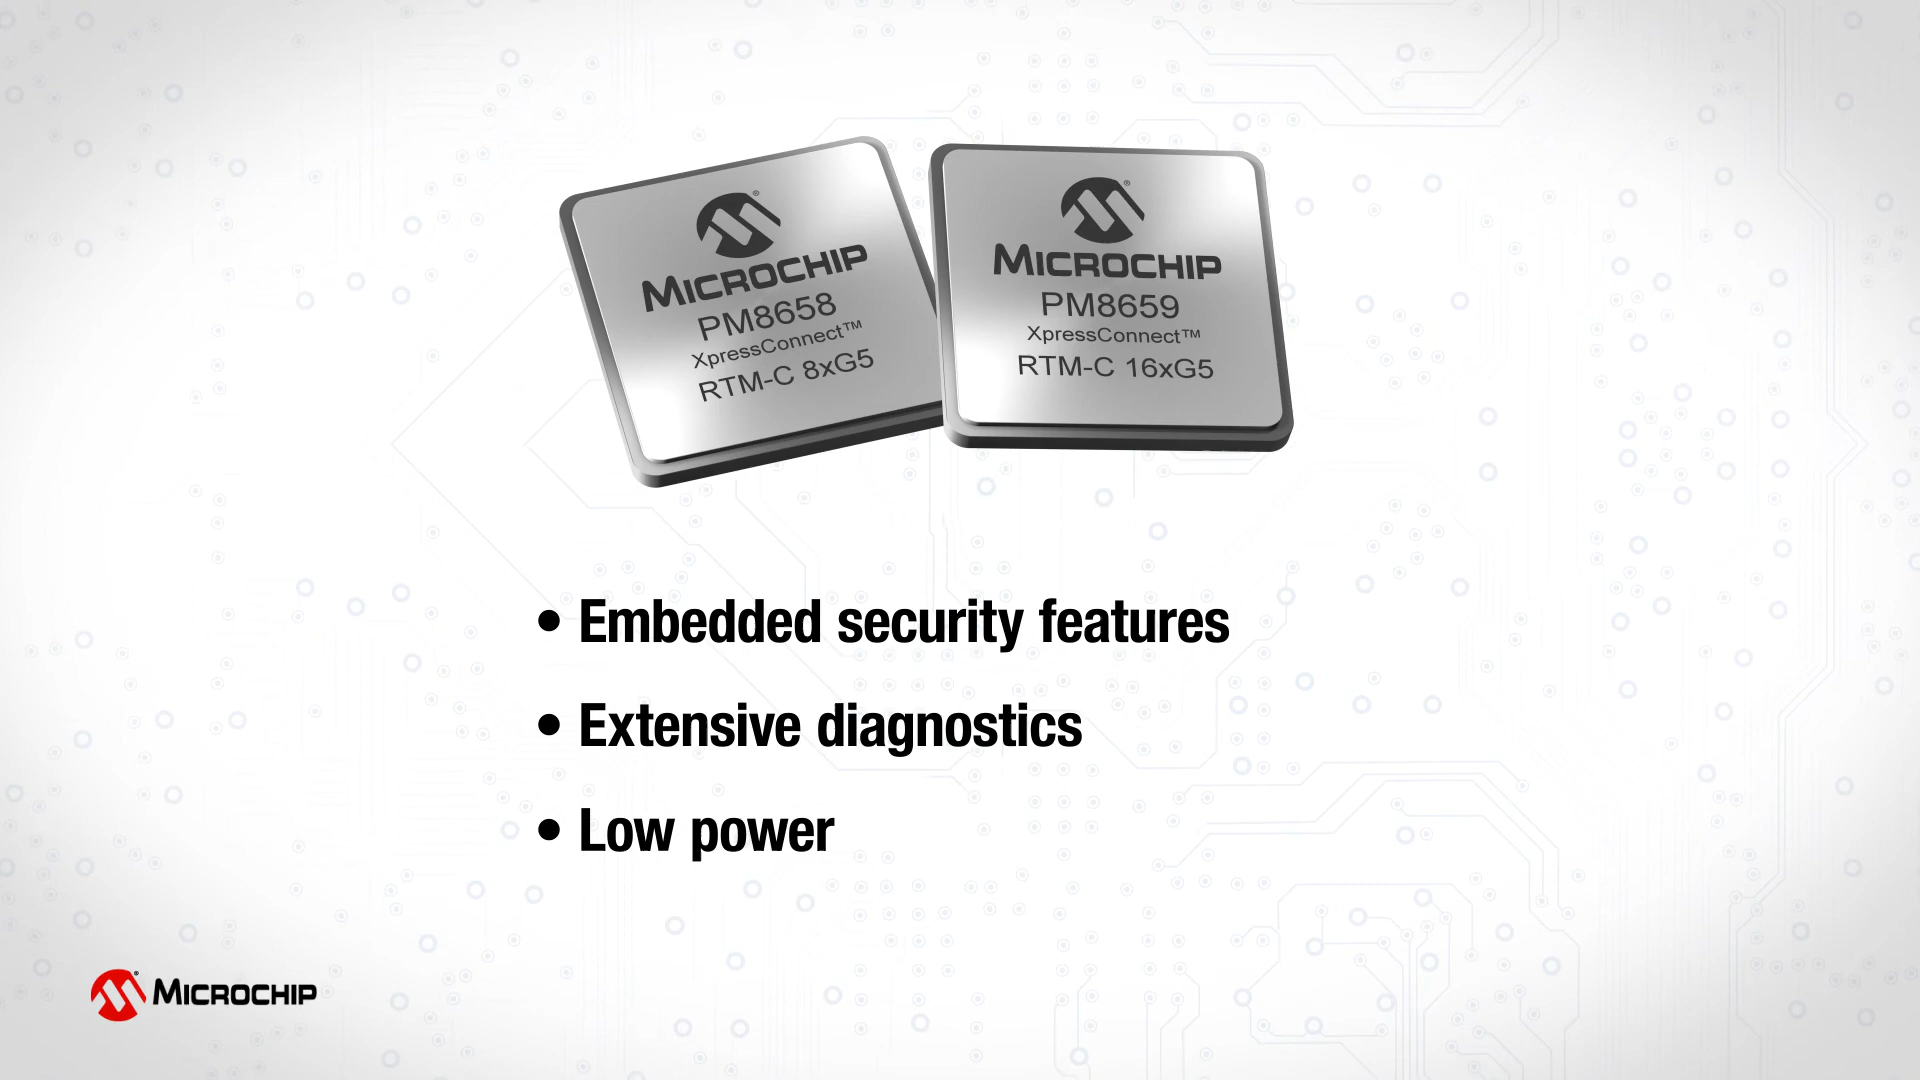 MICROCHIP
PM8658
XpressConnect™
RTM-C 8xG5
MICROCHIP
PM8659
XpressConnect™
RTM-C 16xG5
• Embedded security features
• Extensive diagnostics
• Low power
MICROCHIP